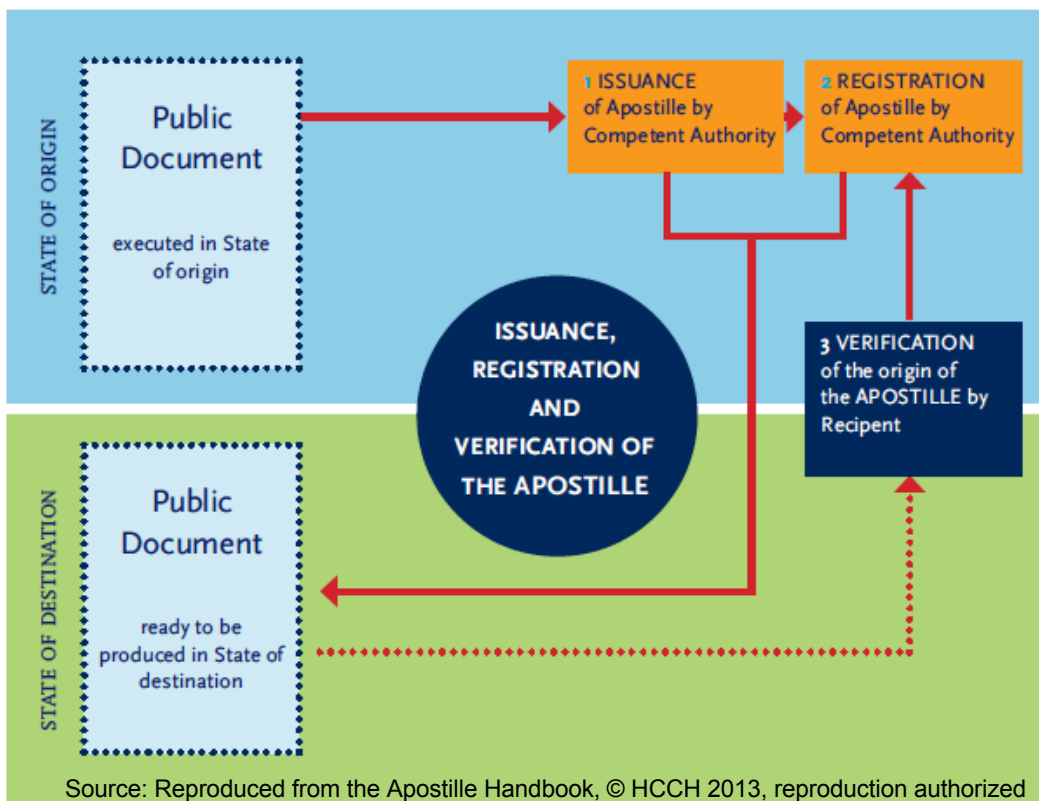 STATE OF ORIGIN
Public
Document
executed in State
of origin
1 ISSUANCE
of Apostille by
Competent Authority
2 REGISTRATION
of Apostille by
Competent Authority
ISSUANCE,
REGISTRATION
AND
VERIFICATION OF
THE APOSTILLE
3 VERIFICATION
of the origin of
the APOSTILLE by
Recipent
STATE OF DESTINATION
Public
Document
ready to be
produced in State of
destination
Source: Reproduced from the Apostille Handbook, © HCCH 2013, reproduction authorized